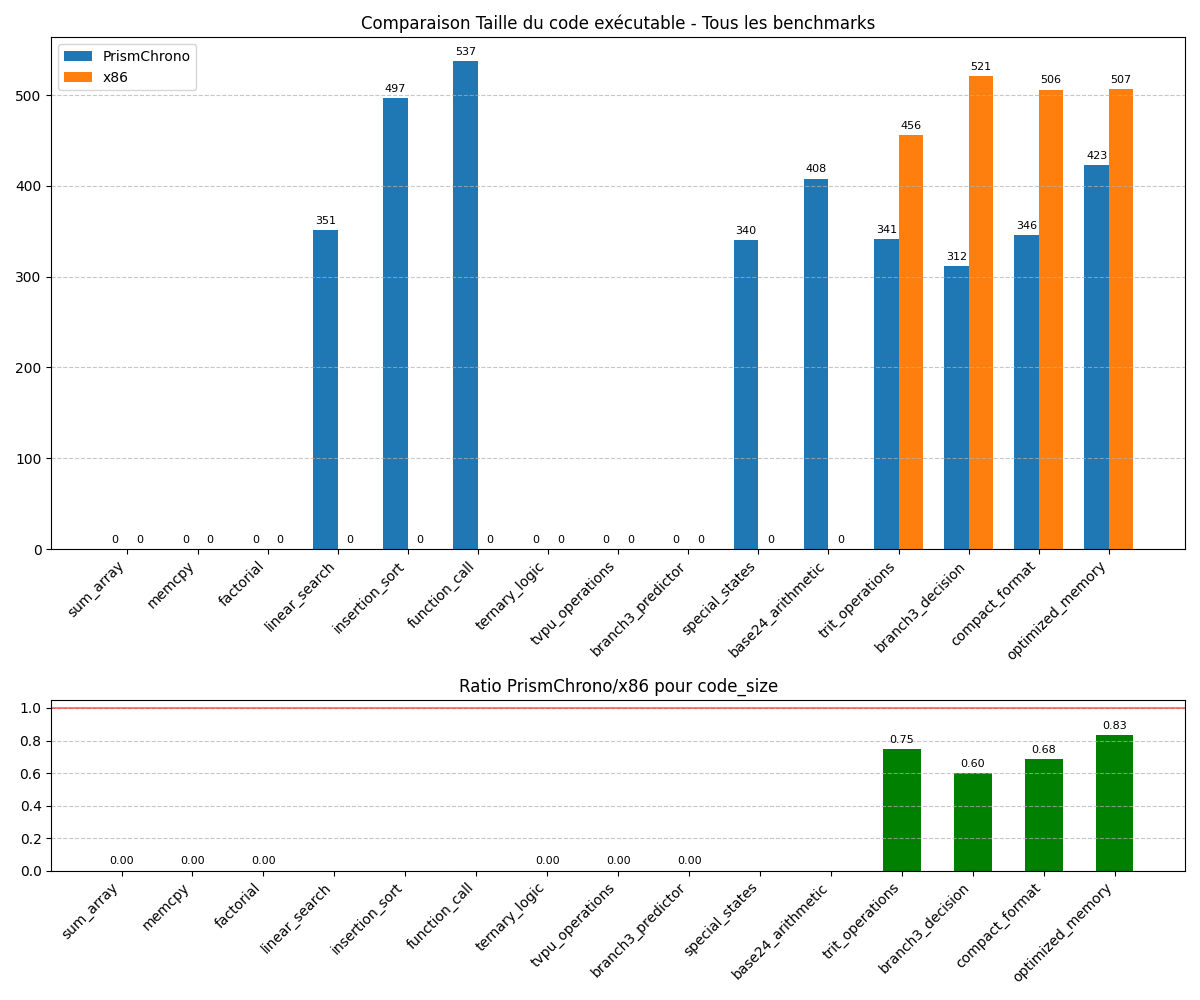 Comparaison Taille du code exécutable - Tous les benchmarks
PrismChrono
x86
500
400
300
200
100
0
0 0 0 0 0 0 351 0 497 0 537 0 0 0 0 0 0 0 340 0 408 0 341 456 312 521 346 506 423 507
sum_array
memcpy
factorial
linear_search
insertion_sort
function_call
ternary_logic
tvpu_operations
branch3_predictor
special_states
base24_arithmetic
trit_operations
branch3_decision
compact_format
optimized_memory
Ratio PrismChrono/x86 pour code_size
1.0
0.8
0.6
0.4
0.2
0.0
0.00 0.00 0.00 0.00 0.00 0.00 0.75 0.60 0.68 0.83
sum_array
memcpy
factorial
linear_search
insertion_sort
function_call
ternary_logic
tvpu_operations
branch3_predictor
special_states
base24_arithmetic
trit_operations
branch3_decision
compact_format
optimized_memory